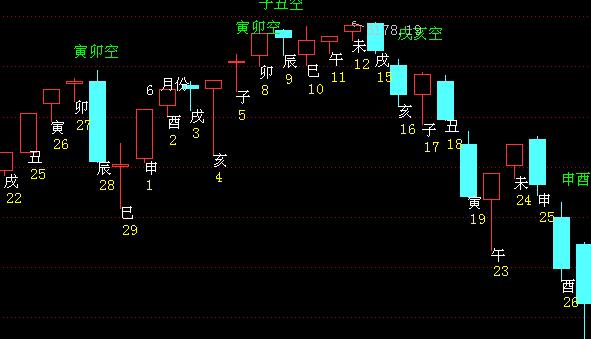 子丑空
寅卯空
寅卯空
戌亥空
申酉
6 月份
戌
22
丑
25
寅
26
卯
27
辰
28
巳
29
申
1
酉
2
戌
3
亥
4
子
5
卯
8
辰
9
巳
10
午
11
未
12
戌
15
亥
16
子
17
丑
18
寅
19
午
23
未
24
申
25
酉
26